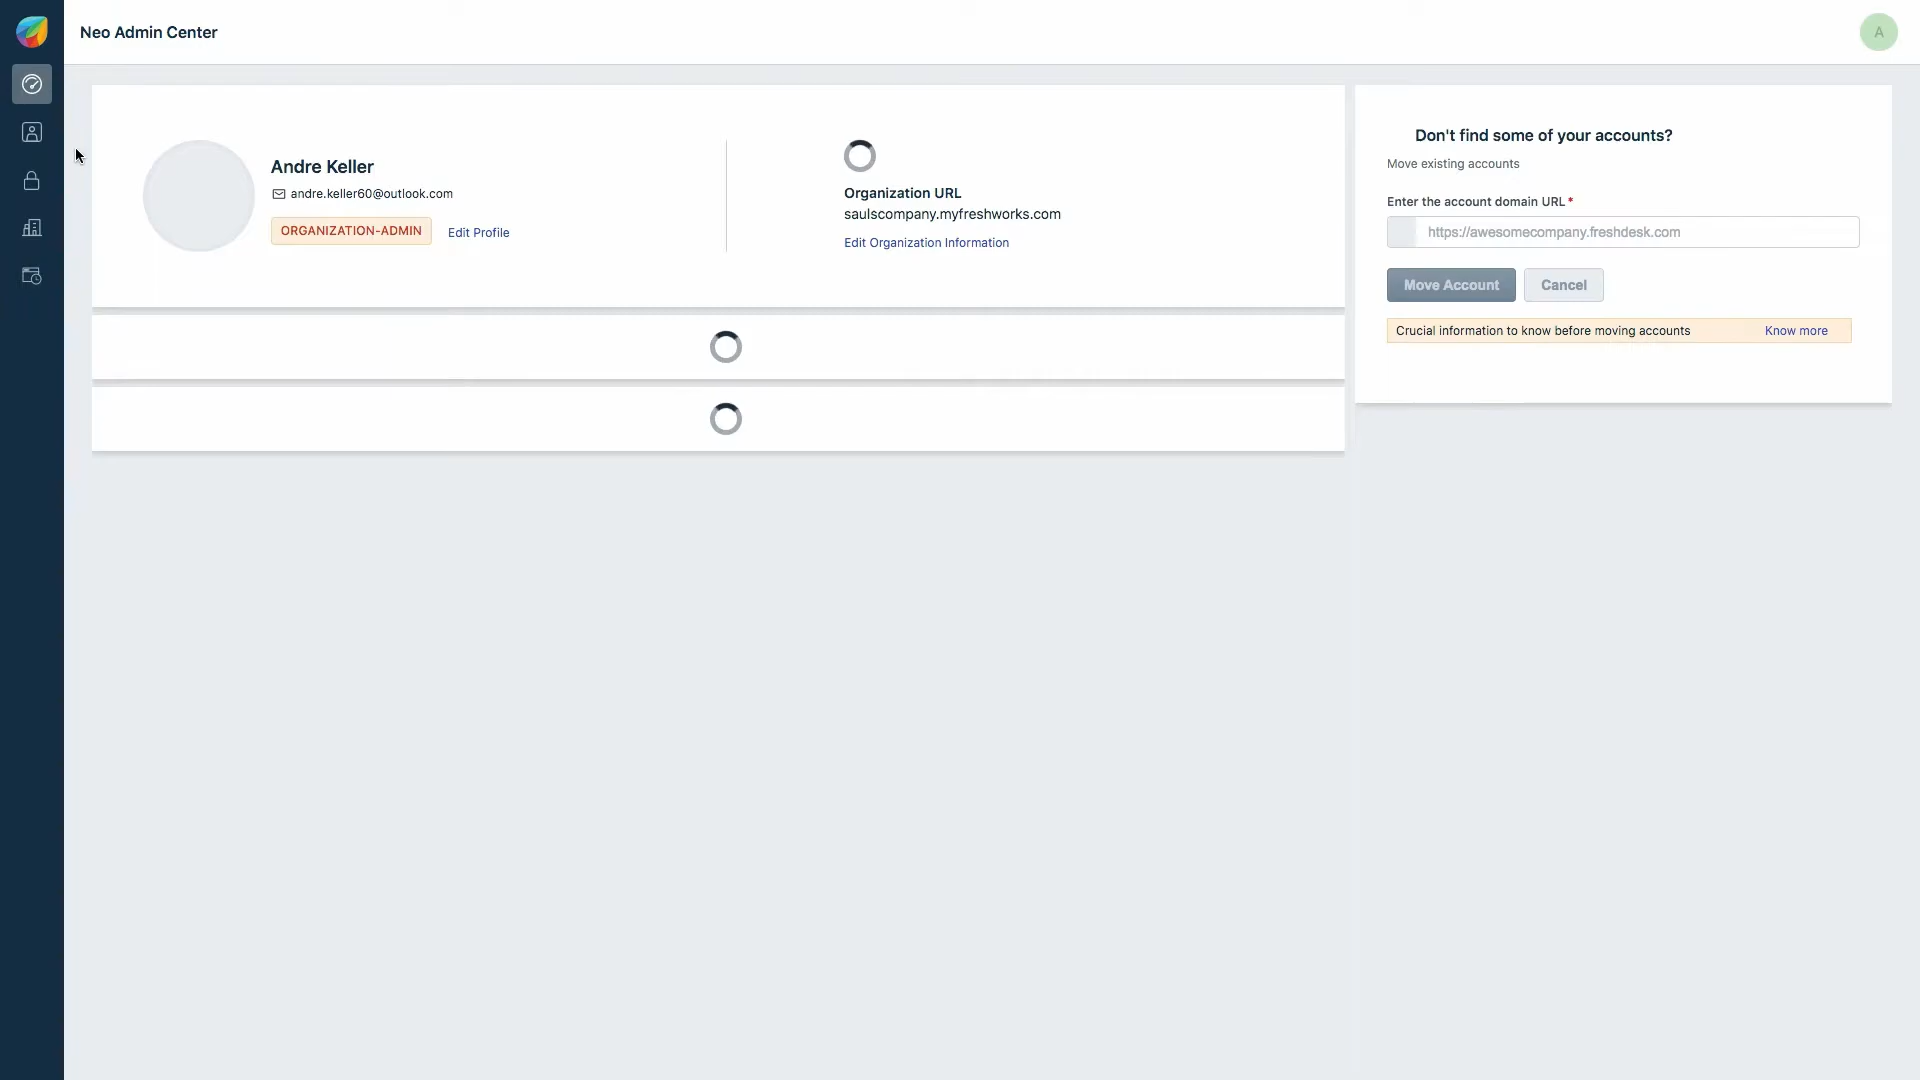 Neo Admin Center
A
Andre Keller
andre.keller60@outlook.com
ORGANIZATION-ADMIN
Edit Profile
Organization URL
saulscompany.myfreshworks.com
Edit Organization Information
Don't find some of your accounts?
Move existing accounts
Enter the account domain URL*
https://awesomecompany.freshdesk.com
Move Account
Cancel
Crucial information to know before moving accounts
Know more